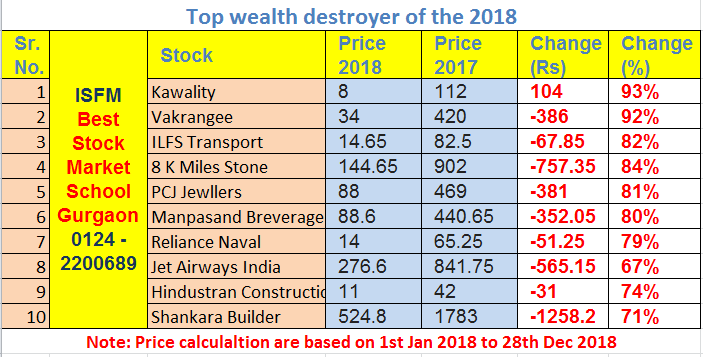 Top wealth destroyer of the 2018
Sr. No. Stock Price 2018 Price 2017 Change (Rs) Change (%)
ISFM
Best
Stock
Market
School
Gurgaon
0124 -
2200689
1 Kawality 8 112 104 93%
2 Vakrangee 34 420 -386 92%
3 ILFS Transport 14.65 82.5 -67.85 82%
4 8 K Miles Stone 144.65 902 -757.35 84%
5 PCJ Jewllers 88 469 -381 81%
6 Manpasand Breverage 88.6 440.65 -352.05 80%
7 Reliance Naval 14 65.25 -51.25 79%
8 Jet Airways India 276.6 841.75 -565.15 67%
9 Hindustran Constructic 11 42 -31 74%
10 Shankara Builder 524.8 1783 -1258.2 71%
Note: Price calculaltion are based on 1st Jan 2018 to 28th Dec 2018